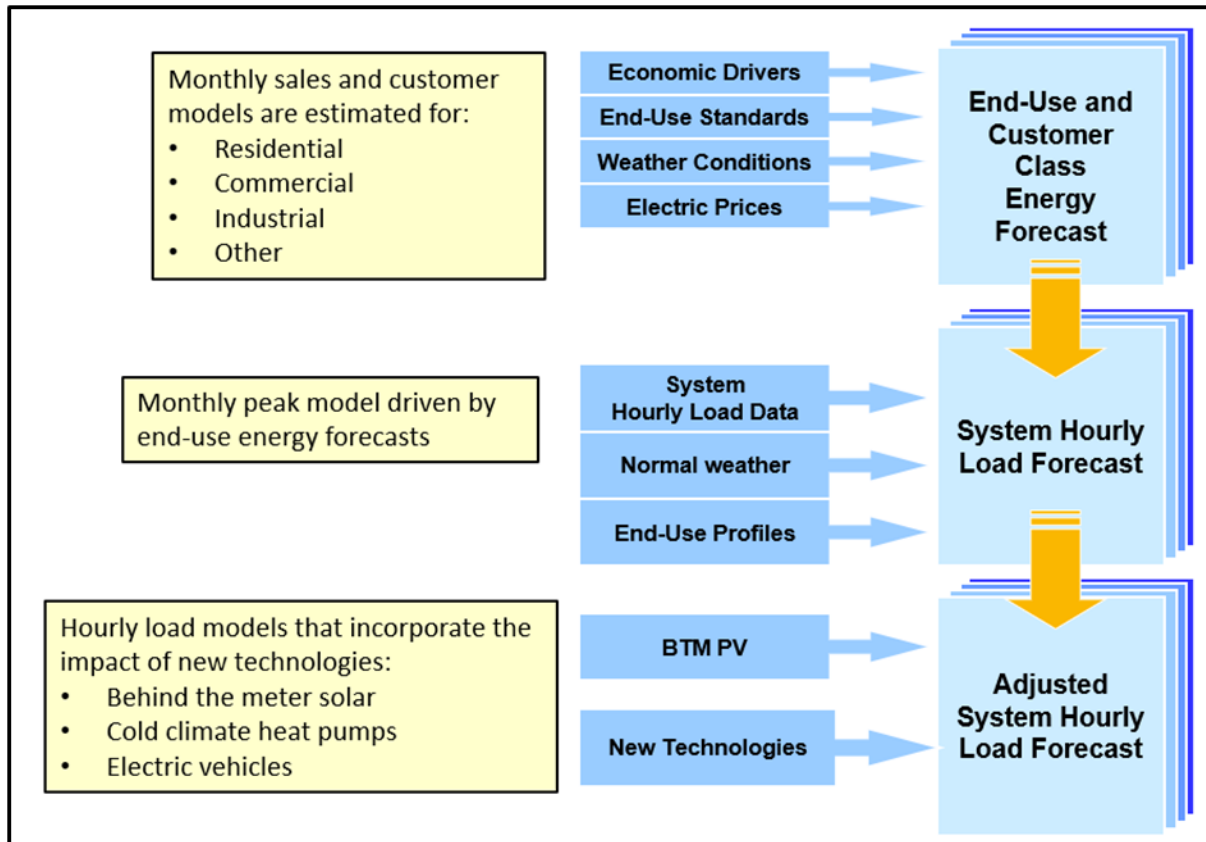 Monthly sales and customer
models are estimated for:
• Residential
• Commercial
• Industrial
• Other
Economic Drivers
End-Use Standards
Weather Conditions
Electric Prices
End-Use and
Customer
Class
Energy
Forecast
Monthly peak model driven by
end-use energy forecasts
System
Hourly Load Data
Normal weather
End-Use Profiles
System Hourly
Load Forecast
Hourly load models that incorporate the
impact of new technologies:
• Behind the meter solar
• Cold climate heat pumps
• Electric vehicles
BTM PV
New Technologies
Adjusted
System Hourly
Load Forecast